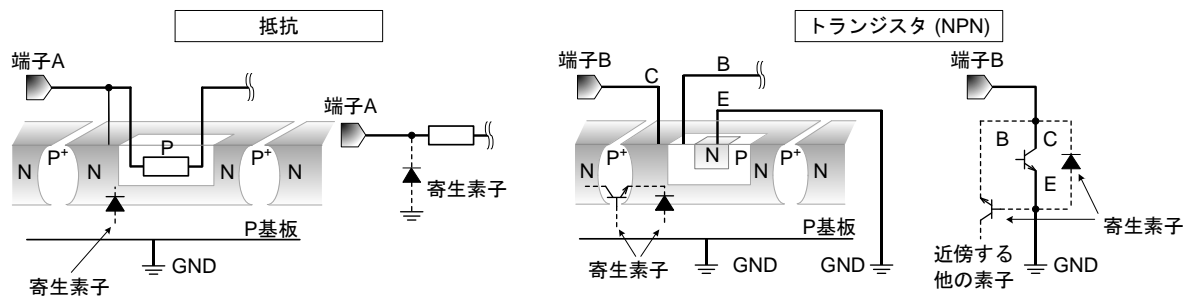 抵抗
端子A
P
N
P+
N
N
P+
N
P基板
GND
寄生素子
端子A
寄生素子
トランジスタ (NPN)
端子B
C
B
E
N
P+
N
N
P
N
P+
N
P基板
寄生素子
GND
GND
端子B
B
C
E
寄生素子
近傍する
他の素子
GND